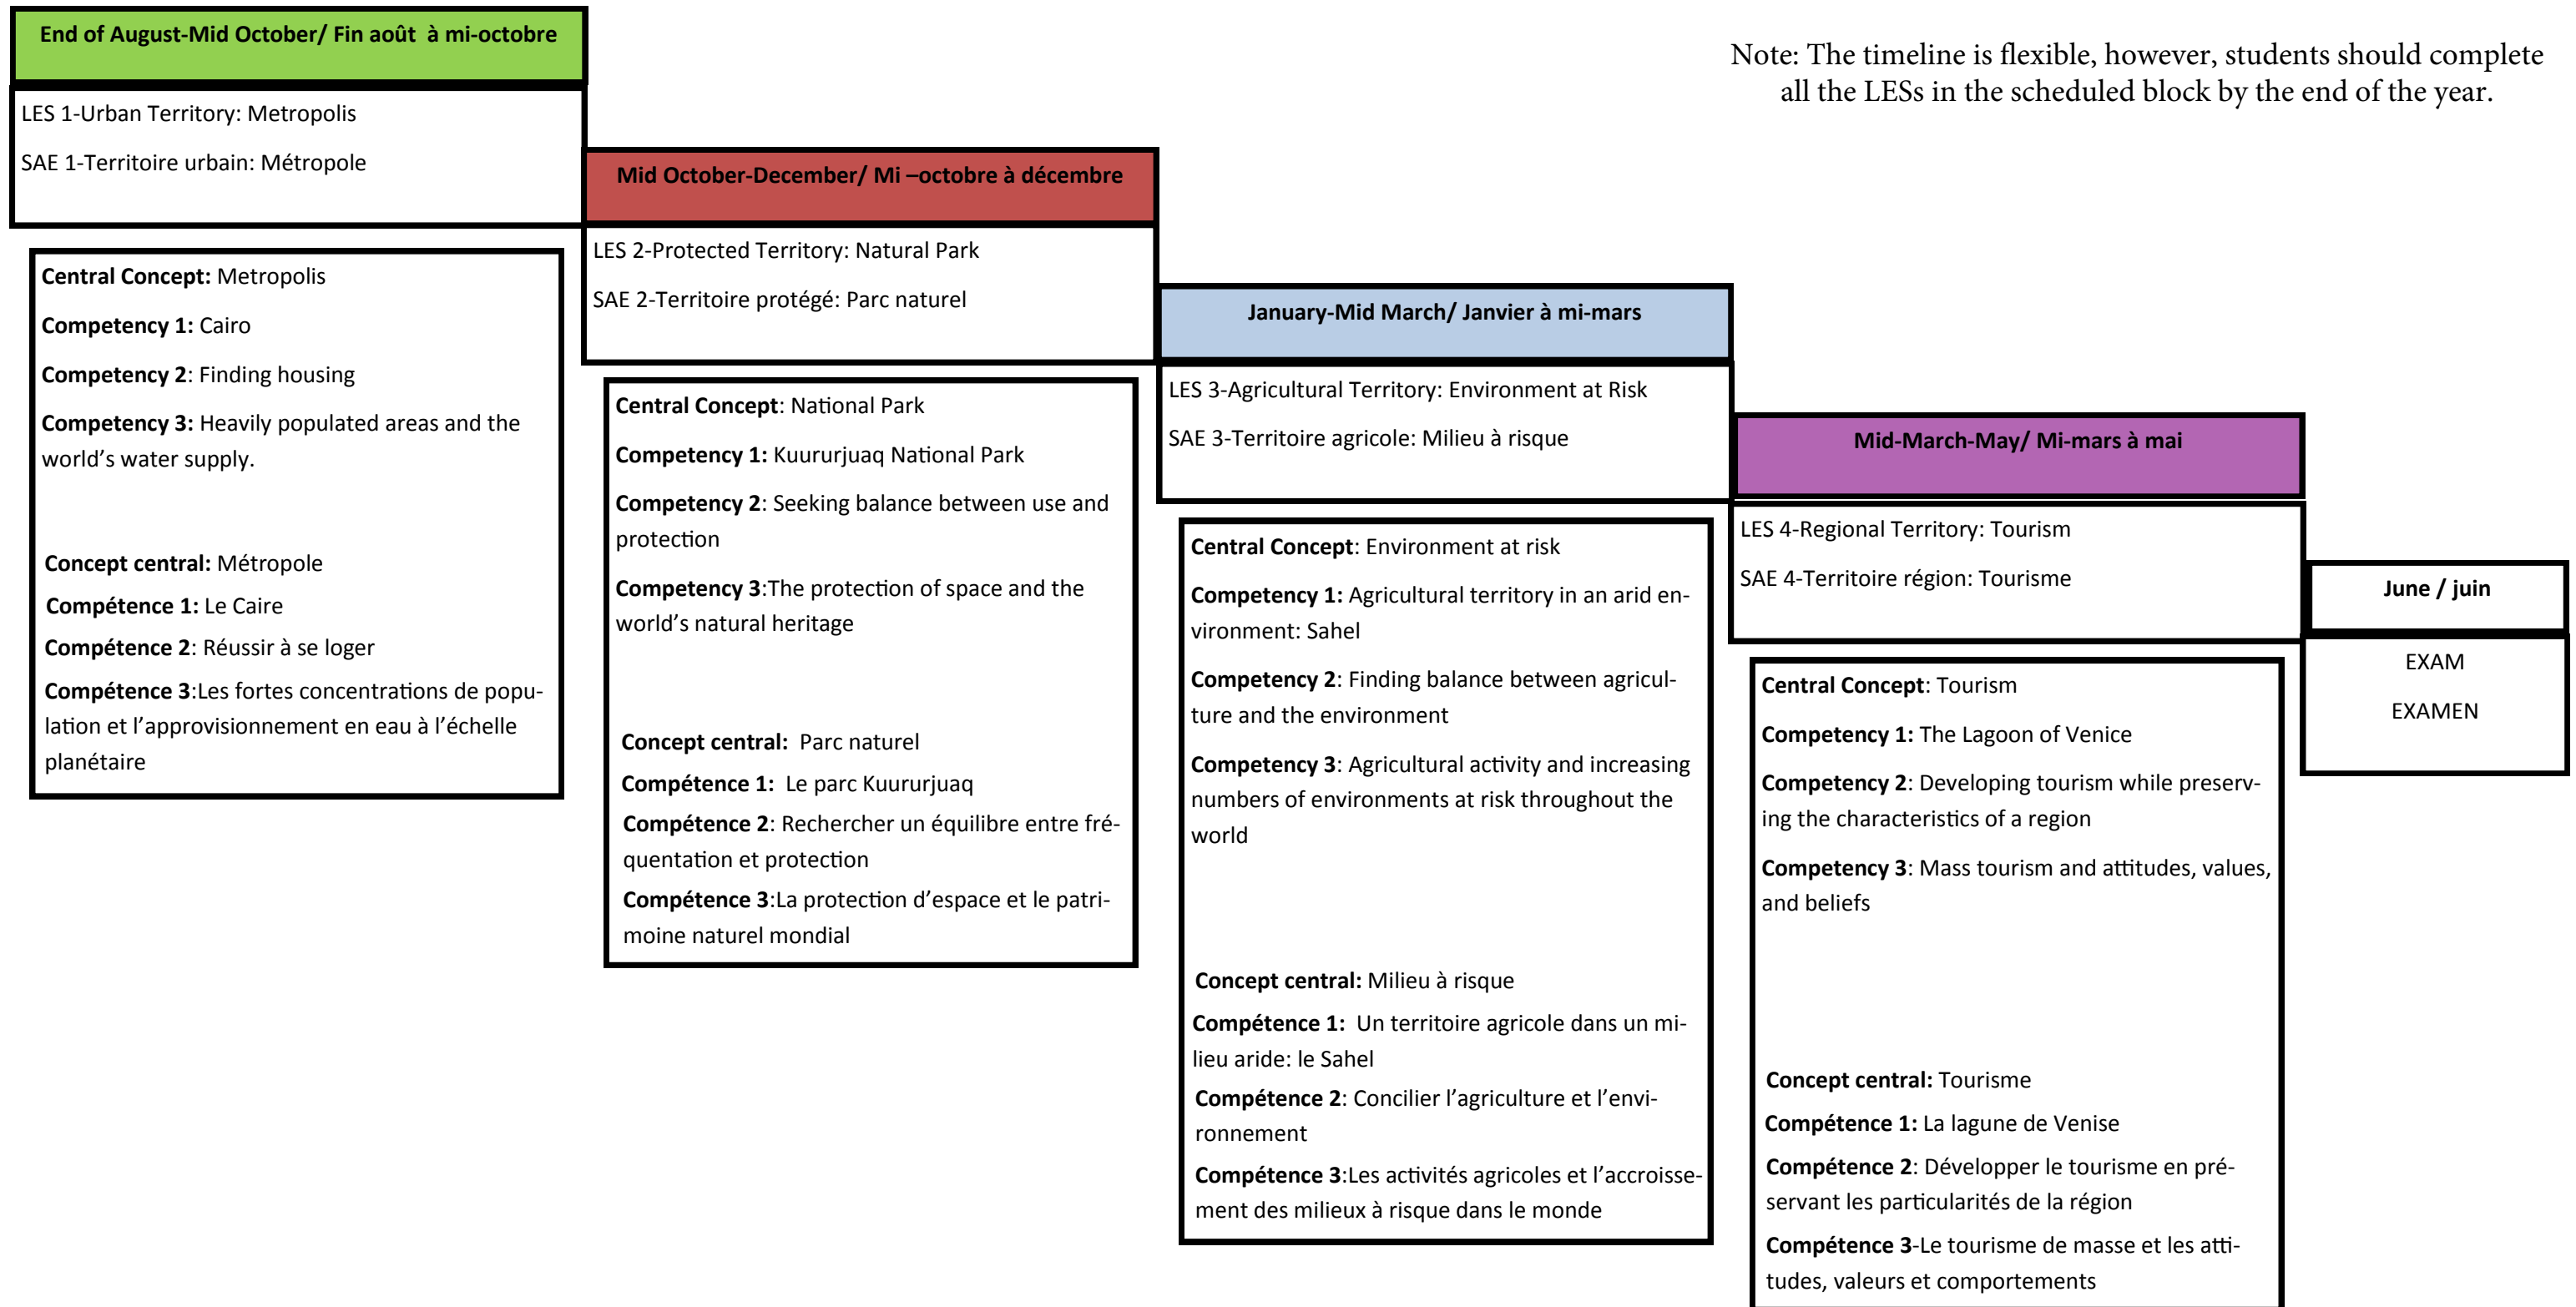 End of August-Mid October/ Fin août à mi-octobre
LES 1-Urban Territory: Metropolis
SAE 1-Territoire urbain: Métropole
Central Concept: Metropolis
Competency 1: Cairo
Competency 2: Finding housing
Competency 3: Heavily populated areas and the
world's water supply.
Concept central: Métropole
Compétence 1: Le Caire
Compétence 2: Réussir à se loger
Compétence 3:Les fortes concentrations de popu-
lation et l'approvisionnement en eau à l'échelle
planétaire
Mid October-December/ Mi –octobre à décembre
LES 2-Protected Territory: Natural Park
SAE 2-Territoire protégé: Parc naturel
Central Concept: National Park
Competency 1: Kuururjuaq National Park
Competency 2: Seeking balance between use and
protection
Competency 3:The protection of space and the
world's natural heritage
Concept central: Parc naturel
Compétence 1: Le parc Kuururjuaq
Compétence 2: Rechercher un équilibre entre fré-
quentation et protection
Compétence 3:La protection d'espace et le patri-
moine naturel mondial
January-Mid March/ Janvier à mi-mars
LES 3-Agricultural Territory: Environment at Risk
SAE 3-Territoire agricole: Milieu à risque
Central Concept: Environment at risk
Competency 1: Agricultural territory in an arid en-
vironment: Sahel
Competency 2: Finding balance between agricul-
ture and the environment
Competency 3: Agricultural activity and increasing
numbers of environments at risk throughout the
world
Concept central: Milieu à risque
Compétence 1: Un territoire agricole dans un mi-
lieu aride: le Sahel
Compétence 2: Concilier l'agriculture et l'envi-
ronnement
Compétence 3:Les activités agricoles et l'accroisse-
ment des milieux à risque dans le monde
Note: The timeline is flexible, however, students should complete
all the LESs in the scheduled block by the end of the year.
Mid-March-May/ Mi-mars à mai
LES 4-Regional Territory: Tourism
SAE 4-Territoire région: Tourisme
Central Concept: Tourism
Competency 1: The Lagoon of Venice
Competency 2: Developing tourism while preserv-
ing the characteristics of a region
Competency 3: Mass tourism and attitudes, values,
and beliefs
Concept central: Tourisme
Compétence 1: La lagune de Venise
Compétence 2: Développer le tourisme en pré-
servant les particularités de la région
Compétence 3-Le tourisme de masse et les atti-
tudes, valeurs et comportements
June / juin
EXAM
EXAMEN